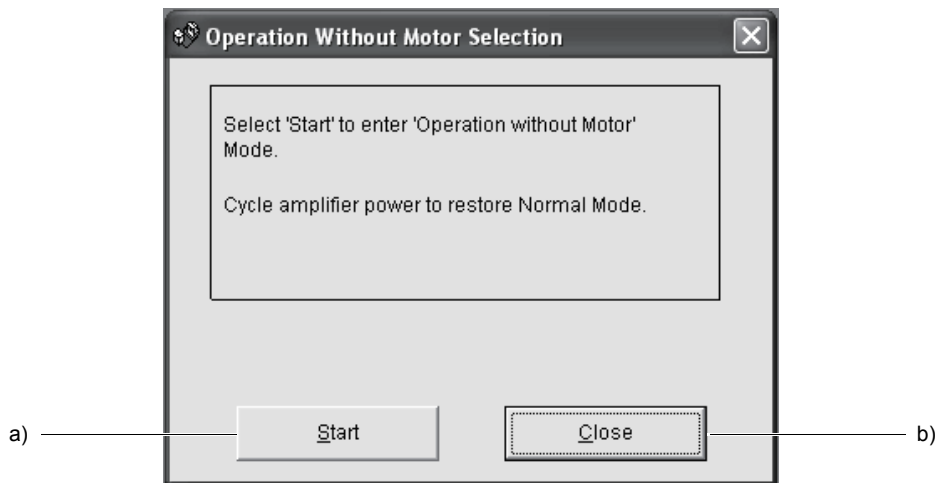 Operation Without Motor Selection
Select 'Start' to enter 'Operation without Motor'
Mode.
Cycle amplifier power to restore Normal Mode.
a)
Start
Close
b)